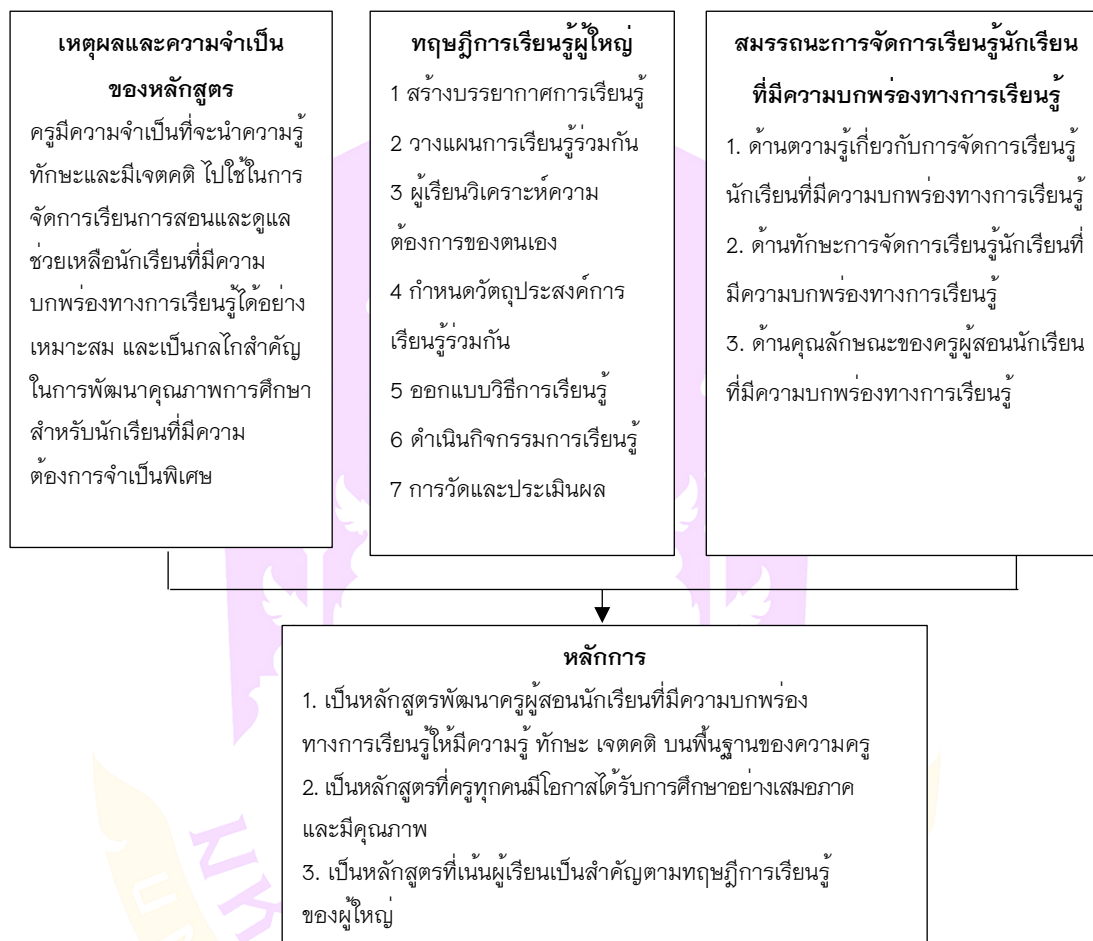 เหตุผลและความจำเป็น
ของหลักสูตร
ครูมีความจำเป็นที่จะนำความรู้
ทักษะและมีเจตคติ ไปใช้ในการ
จัดการเรียนการสอนและดูแล
ช่วยเหลือนักเรียนที่มีความ
บกพร่องทางการเรียนรู้ได้อย่าง
เหมาะสม และเป็นกลไกสำคัญ
ในการพัฒนาคุณภาพการศึกษา
สำหรับนักเรียนที่มีความ
ต้องการจำเป็นพิเศษ
ทฤษฎีการเรียนรู้ผู้ใหญ่
1 สร้างบรรยากาศการเรียนรู้
2 วางแผนการเรียนรู้ร่วมกัน
3 ผู้เรียนวิเคราะห์ความ
ต้องการของตนเอง
4 กำหนดวัตถุประสงค์การ
เรียนรู้ร่วมกัน
5 ออกแบบวิธีการเรียนรู้
6 ดำเนินกิจกรรมการเรียนรู้
7 การวัดและประเมินผล
สมรรถนะการจัดการเรียนรู้นักเรียน
ที่มีความบกพร่องทางการเรียนรู้
1. ด้านตวามรู้เกี่ยวกับการจัดการเรียนรู้
นักเรียนที่มีความบกพร่องทางการเรียนรู้
2. ด้านทักษะการจัดการเรียนรู้นักเรียนที่
มีความบกพร่องทางการเรียนรู้
3. ด้านคุณลักษณะของครูผู้สอนนักเรียน
ที่มีความบกพร่องทางการเรียนรู้
หลักการ
1. เป็นหลักสูตรพัฒนาครูผู้สอนนักเรียนที่มีความบกพร่อง
ทางการเรียนรู้ให้มีความรู้ ทักษะ เจตคติ บนพื้นฐานของความครู
2. เป็นหลักสูตรที่ครูทุกคนมีโอกาสได้รับการศึกษาอย่างเสมอภาค
และมีคุณภาพ
3. เป็นหลักสูตรที่เน้นผู้เรียนเป็นสำคัญตามทฤษฎีการเรียนรู้
ของผู้ใหญ่